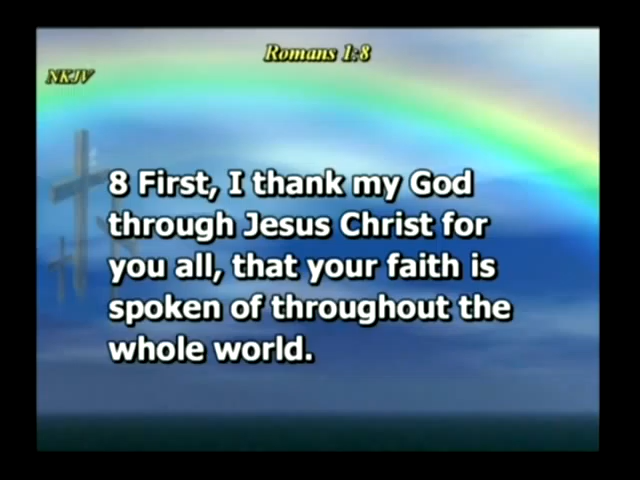 Romans 1:8
NKJV
8 First, I thank my God
through Jesus Christ for
you all, that your faith is
spoken of throughout the
whole world.